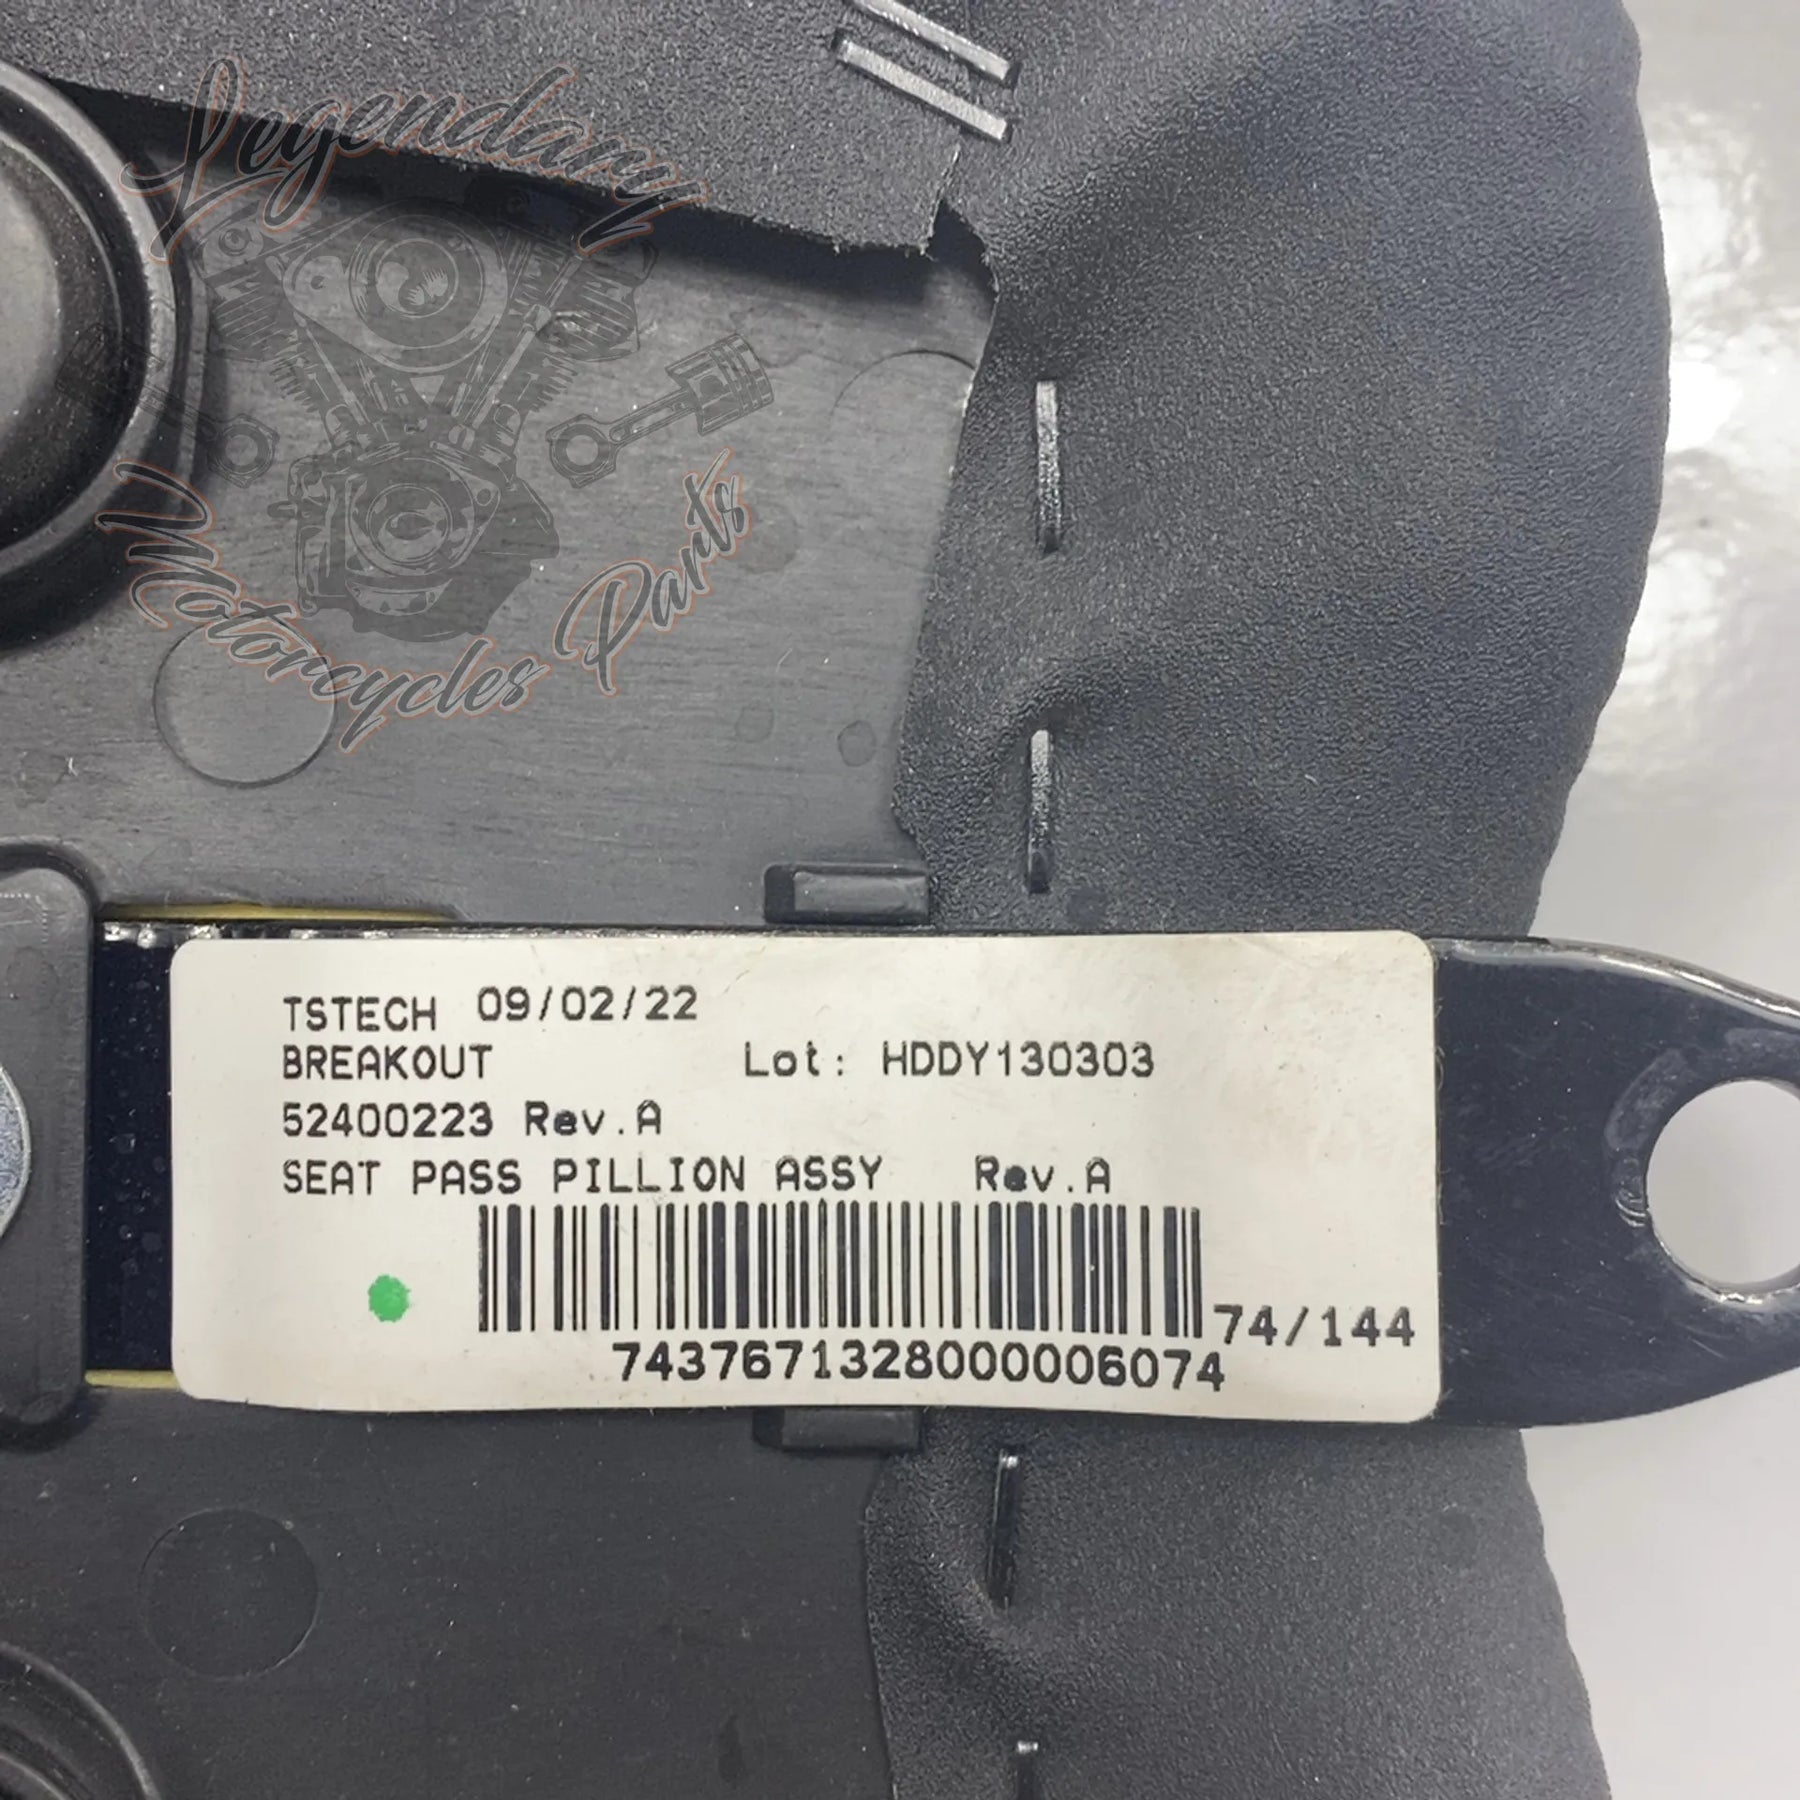 Legendary
Motorcycles Parts
TSTECH 09/02/22
BREAKOUT Lot: HDDY130303
52400223 Rev.A
SEAT PASS PILLION ASSY Rev.A
74/144
7437671328000006074